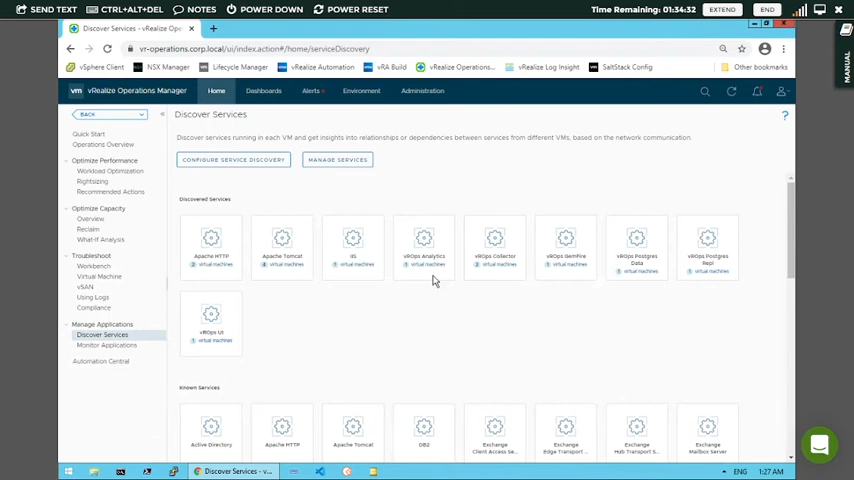 SEND TEXT CTRL+ALT+DEL NOTES POWER DOWN POWER RESET Time Remaining: 01:34:32 EXTEND END
MANUAL
Discover Services - vRealize Op
vr-operations.corp.local/ui/index.action#/home/serviceDiscovery
vSphere Client NSX Manager Lifecycle Manager vRealize Automation vRA Build vRealize Operations... vRealize Log Insight SaltStack Config Other bookmarks
vm vRealize Operations Manager Home Dashboards Alerts Environment Administration
BACK
Quick Start
Operations Overview
Optimize Performance
Workload Optimization
Rightsizing
Recommended Actions
Optimize Capacity
Overview
Reclaim
What-If Analysis
Troubleshoot
Workbench
Virtual Machine
vSAN
Using Logs
Compliance
Manage Applications
Discover Services
Monitor Applications
Automation Central
Discover Services
?
Discover services running in each VM and get insights into relationships or dependencies between services from different VMs, based on the network communication.
CONFIGURE SERVICE DISCOVERY MANAGE SERVICES
Discovered Services
Apache HTTP
2 virtual machines
Apache Tomcat
4 virtual machines
IIS
1 virtual machines
vROps Analytics
1 virtual machines
vROps Collector
2 virtual machines
vROps GemFire
1 virtual machines
vROps Postgres
Data
1 virtual machines
vROps Postgres
Repl
2 virtual machines
vROps UI
1 virtual machines
Known Services
Active Directory
Apache HTTP
Apache Tomcat
DB2
Exchange
Client Access Se...
Exchange
Edge Transport S...
Exchange
Hub Transport S...
Exchange
Mailbox Server
Discover Services - v...
ENG 1:27 AM